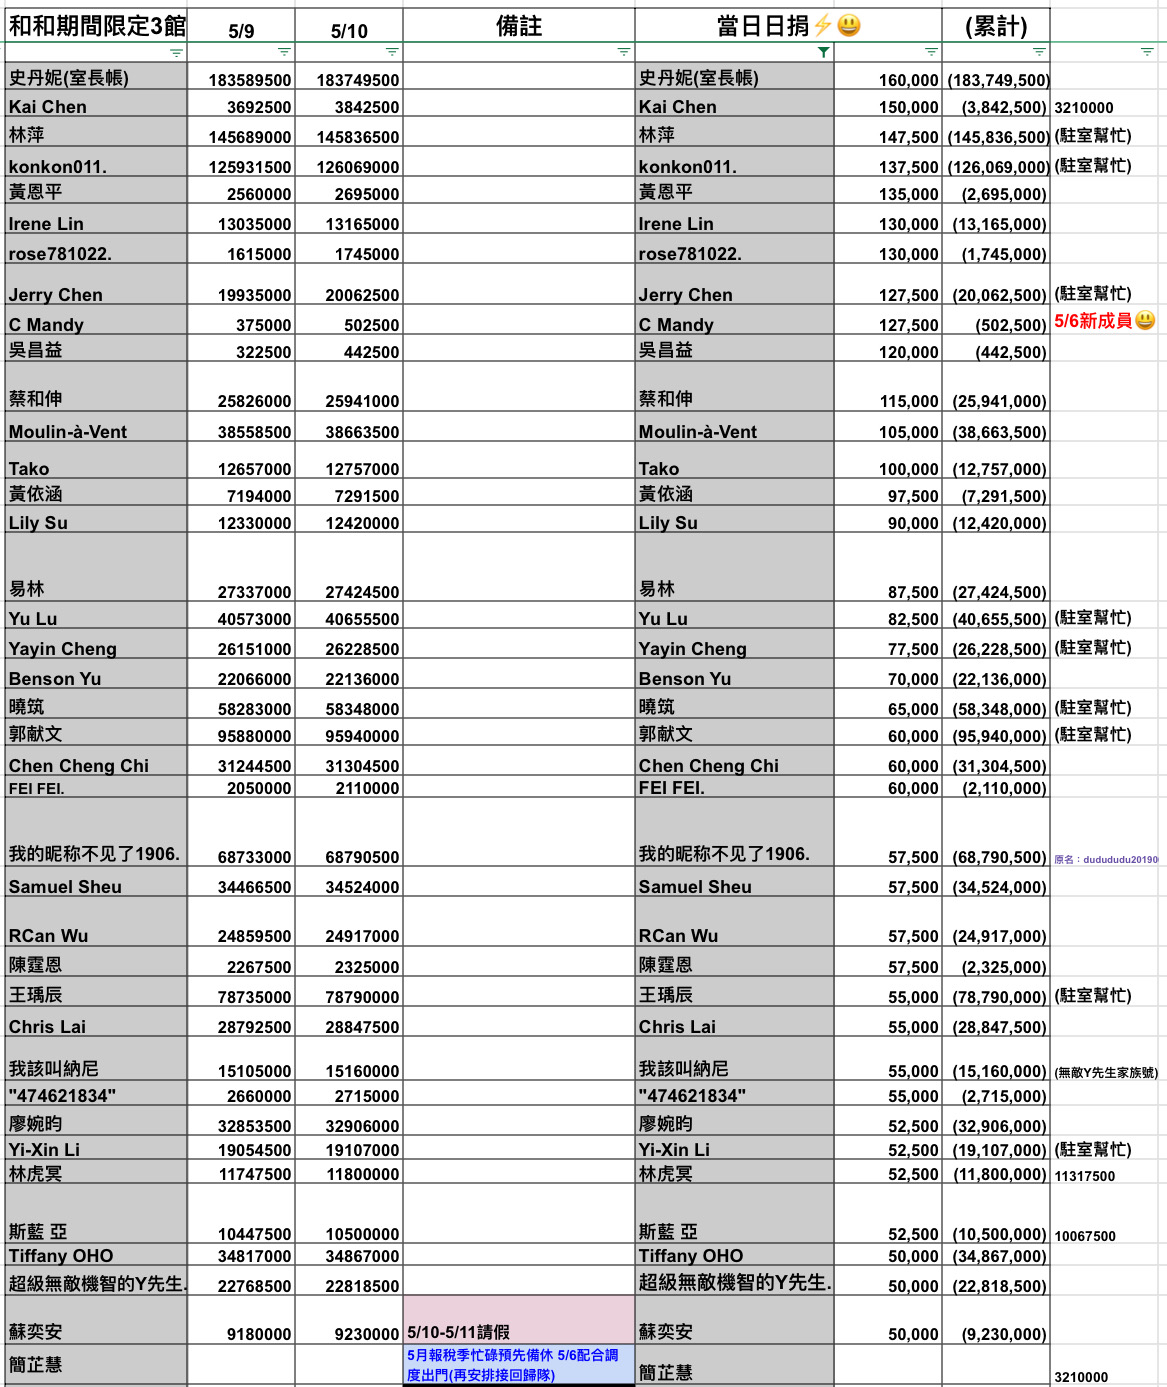 和和期間限定3館 5/9 5/10 備註 當日日捐⚡😃 (累計)
史丹妮(室長帳) 183589500 183749500 史丹妮(室長帳) 160,000 (183,749,500)
Kai Chen 3692500 3842500 Kai Chen 150,000 (3,842,500) 3210000
林萍 145689000 145836500 林萍 147,500 (145,836,500) (駐室幫忙)
konkon011. 125931500 126069000 konkon011. 137,500 (126,069,000) (駐室幫忙)
黃恩平 2560000 2695000 黃恩平 135,000 (2,695,000)
Irene Lin 13035000 13165000 Irene Lin 130,000 (13,165,000)
rose781022. 1615000 1745000 rose781022. 130,000 (1,745,000)
Jerry Chen 19935000 20062500 Jerry Chen 127,500 (20,062,500) (駐室幫忙)
C Mandy 375000 502500 C Mandy 127,500 (502,500) 5/6新成員😃
吳昌益 322500 442500 吳昌益 120,000 (442,500)
蔡和伸 25826000 25941000 蔡和伸 115,000 (25,941,000)
Moulin-à-Vent 38558500 38663500 Moulin-à-Vent 105,000 (38,663,500)
Tako 12657000 12757000 Tako 100,000 (12,757,000)
黃依涵 7194000 7291500 黃依涵 97,500 (7,291,500)
Lily Su 12330000 12420000 Lily Su 90,000 (12,420,000)
易林 27337000 27424500 易林 87,500 (27,424,500)
Yu Lu 40573000 40655500 Yu Lu 82,500 (40,655,500) (駐室幫忙)
Yayin Cheng 26151000 26228500 Yayin Cheng 77,500 (26,228,500) (駐室幫忙)
Benson Yu 22066000 22136000 Benson Yu 70,000 (22,136,000)
曉筑 58283000 58348000 曉筑 65,000 (58,348,000) (駐室幫忙)
郭献文 95880000 95940000 郭献文 60,000 (95,940,000) (駐室幫忙)
Chen Cheng Chi 31244500 31304500 Chen Cheng Chi 60,000 (31,304,500)
FEI FEI. 2050000 2110000 FEI FEI. 60,000 (2,110,000)
我的昵称不见了1906. 68733000 68790500 我的昵称不见了1906. 57,500 (68,790,500) 原名：dudududu20190
Samuel Sheu 34466500 34524000 Samuel Sheu 57,500 (34,524,000)
RCan Wu 24859500 24917000 RCan Wu 57,500 (24,917,000)
陳霆恩 2267500 2325000 陳霆恩 57,500 (2,325,000)
王瑀辰 78735000 78790000 王瑀辰 55,000 (78,790,000) (駐室幫忙)
Chris Lai 28792500 28847500 Chris Lai 55,000 (28,847,500)
我該叫納尼 15105000 15160000 我該叫納尼 55,000 (15,160,000) (無敵Y先生家族號)
"474621834" 2660000 2715000 "474621834" 55,000 (2,715,000)
廖婉昀 32853500 32906000 廖婉昀 52,500 (32,906,000)
Yi-Xin Li 19054500 19107000 Yi-Xin Li 52,500 (19,107,000) (駐室幫忙)
林虎冥 11747500 11800000 林虎冥 52,500 (11,800,000) 11317500
斯藍 亞 10447500 10500000 斯藍 亞 52,500 (10,500,000) 10067500
Tiffany OHO 34817000 34867000 Tiffany OHO 50,000 (34,867,000)
超級無敵機智的Y先生. 22768500 22818500 超級無敵機智的Y先生. 50,000 (22,818,500)
蘇奕安 9180000 9230000 5/10-5/11請假 蘇奕安 50,000 (9,230,000)
簡芷慧 5月報稅季忙碌預先備休 5/6配合調
度出門(再安排接回歸隊) 簡芷慧 3210000